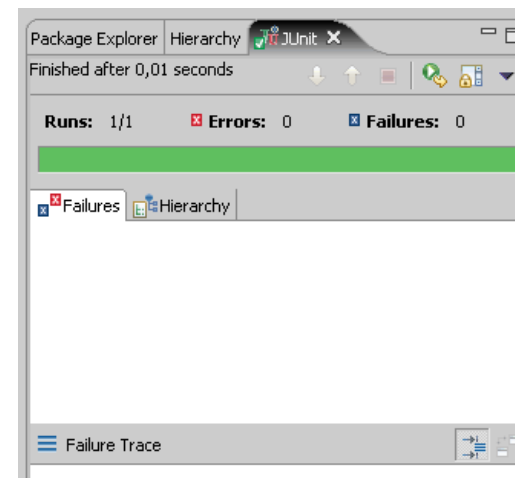 Package Explorer Hierarchy JUnit
Finished after 0,01 seconds
Runs: 1/1 Errors: 0 Failures: 0
Failures Hierarchy
Failure Trace